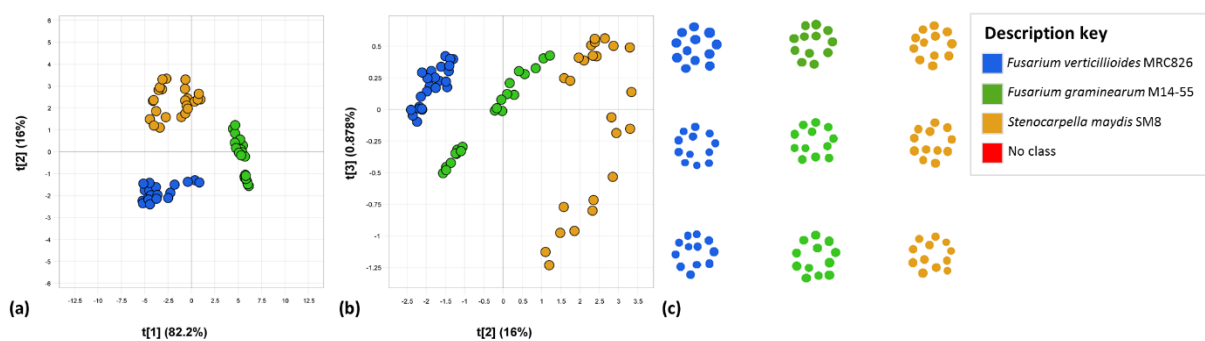 6
5
4
3
2
1
0
-1
-2
-3
-4
-5
-6
t[2] (16%)
-12.5 -10 -7.5 -5 -2.5 0 2.5 5 7.5 10 12.5
(a)
t[1] (82.2%)
0.5
0.25
0
-0.25
-0.5
-0.75
-1
-1.25
t[3] (0.878%)
-2.5 -2 -1.5 -1 -0.5 0 0.5 1 1.5 2 2.5 3 3.5
(b)
t[2] (16%)
(c)
Description key
Fusarium verticillioides MRC826
Fusarium graminearum M14-55
Stenocarpella maydis SM8
No class